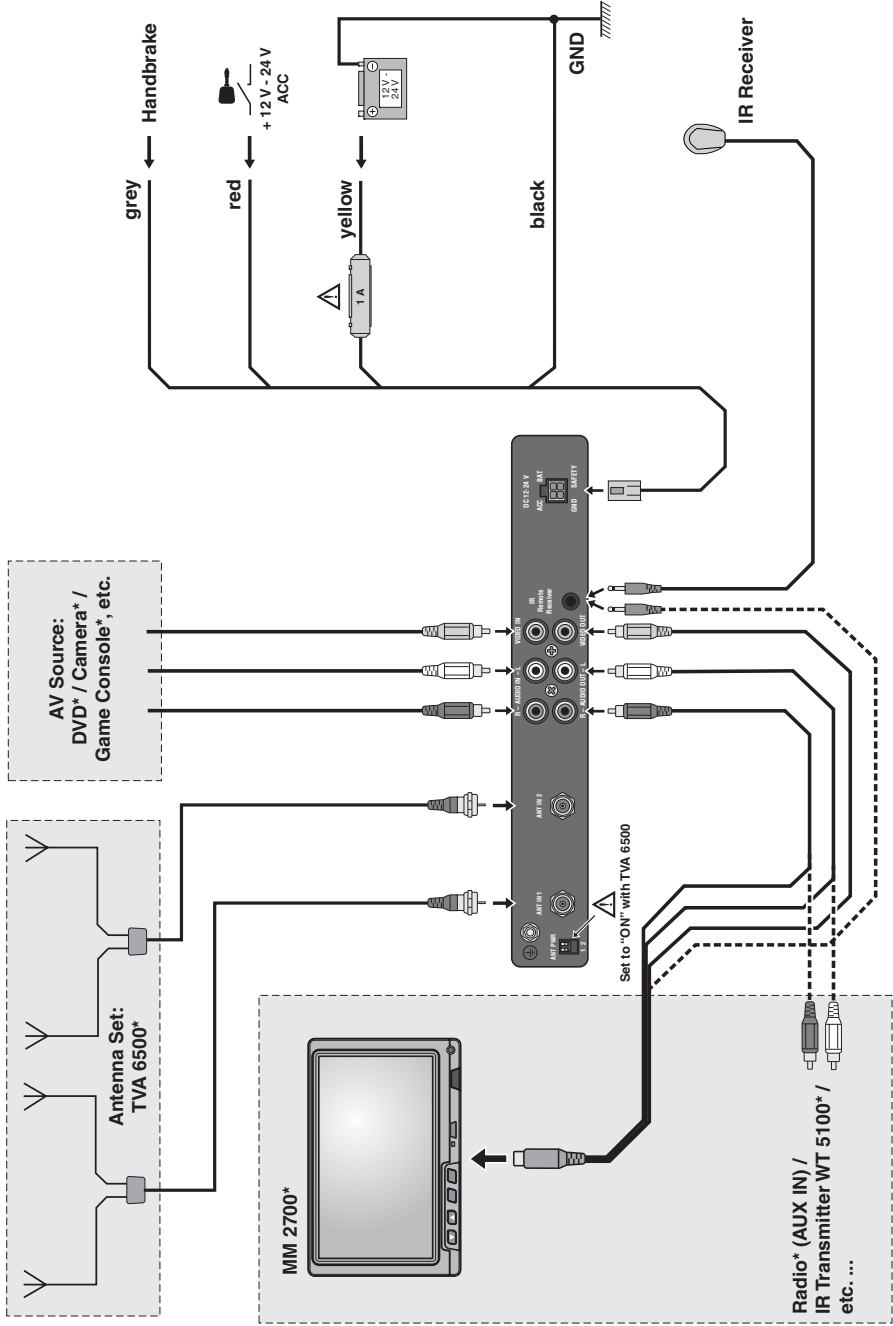 Antenna Set:
TVA 6500*
AV Source:
DVD* / Camera* /
Game Console*, etc.
grey
Handbrake
red
+ 12 V - 24 V
ACC
yellow
1 A
12 V -
24 V
black
GND
IR Receiver
ANT PWR
1 2
ANT IN 1
ANT IN 2
R – AUDIO IN – L
VIDEO IN
R – AUDIO OUT – L
VIDEO OUT
IR
Remote
Receiver
DC 12-24 V
ACC BAT
GND SAFETY
Set to “ON” with TVA 6500
MM 2700*
Radio* (AUX IN) /
IR Transmitter WT 5100* /
etc. ...